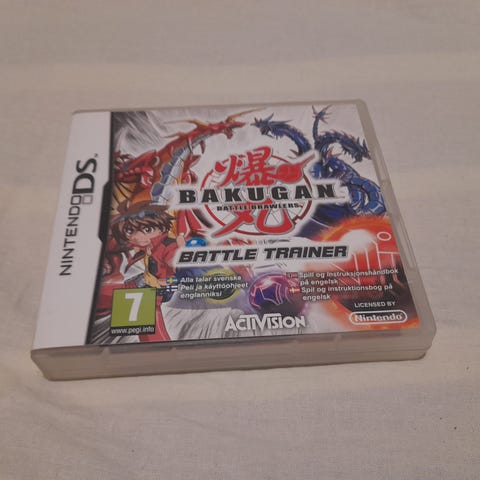 NINTENDO DS™
爆丸
BAKUGAN
BATTLE BRAWLERS
BATTLE TRAINER
Alla talar svenska
Peli ja käyttöohjeet
englanniksi
Spill og instruksjonshåndbok
på engelsk
Spil og instruktionsbog på
engelsk
7
www.pegi.info
ACTIVISION
LICENSED BY
Nintendo